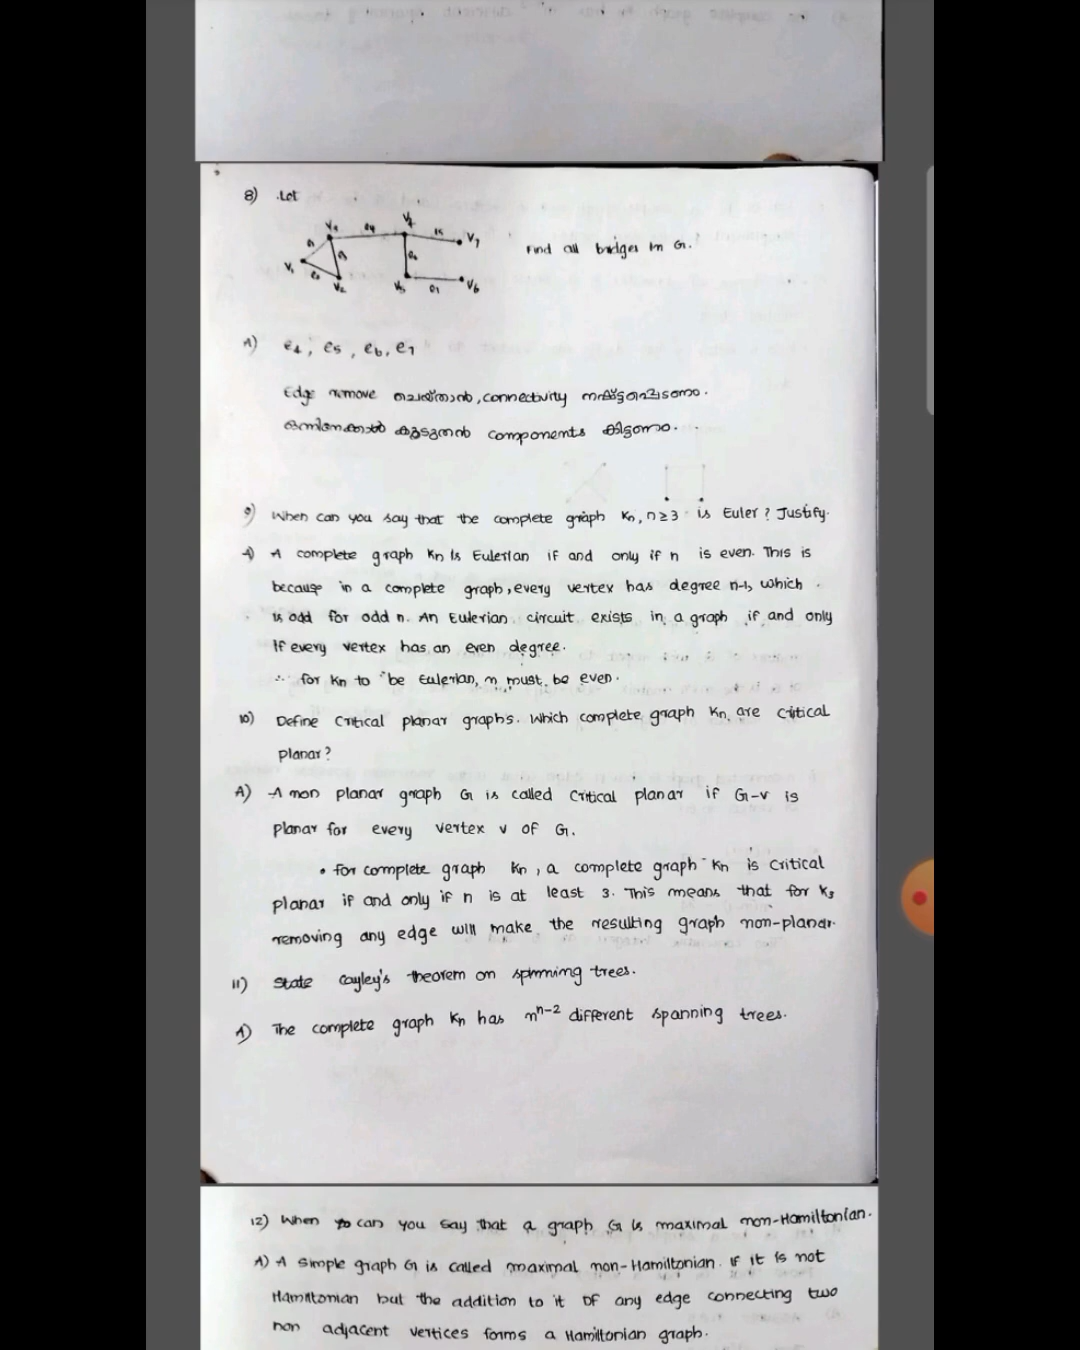 8) Let
V4 e4 V7
e5 V7
V1
V2 V5 e7 V6
Find all bridges in G.
A) e4, e5, e6, e7
Edge remove ചെയ്താൽ, connectivity നഷ്ട്ടപ്പെടണം.
ഒന്നിനെക്കാൾ കൂടുതൽ components കിട്ടണം.
9) When can you say that the complete graph Kn, n≥3 is Euler? Justify.
A) A complete graph Kn is Eulerian if and only if n is even. This is
because in a complete graph, every vertex has degree n-1, which
is odd for odd n. An Eulerian circuit exists in a graph if and only
if every vertex has an even degree.
∴ for Kn to be Eulerian, n must be even.
10) Define Critical planar graphs. Which complete graph Kn are critical
planar?
A) A non planar graph G is called Critical planar if G-v is
planar for every vertex v of G.
• for complete graph Kn, a complete graph Kn is critical
planar if and only if n is at least 3. This means that for K3
removing any edge will make the resulting graph non-planar.
11) State Cayley's theorem on spinning trees.
A) The complete graph Kn has n^n-2 different spanning trees.
12) When can you say that a graph G is maximal non-Hamiltonian.
A) A simple graph G is called maximal non-Hamiltonian if it is not
Hamiltonian but the addition to it of any edge connecting two
non adjacent vertices forms a Hamiltonian graph.